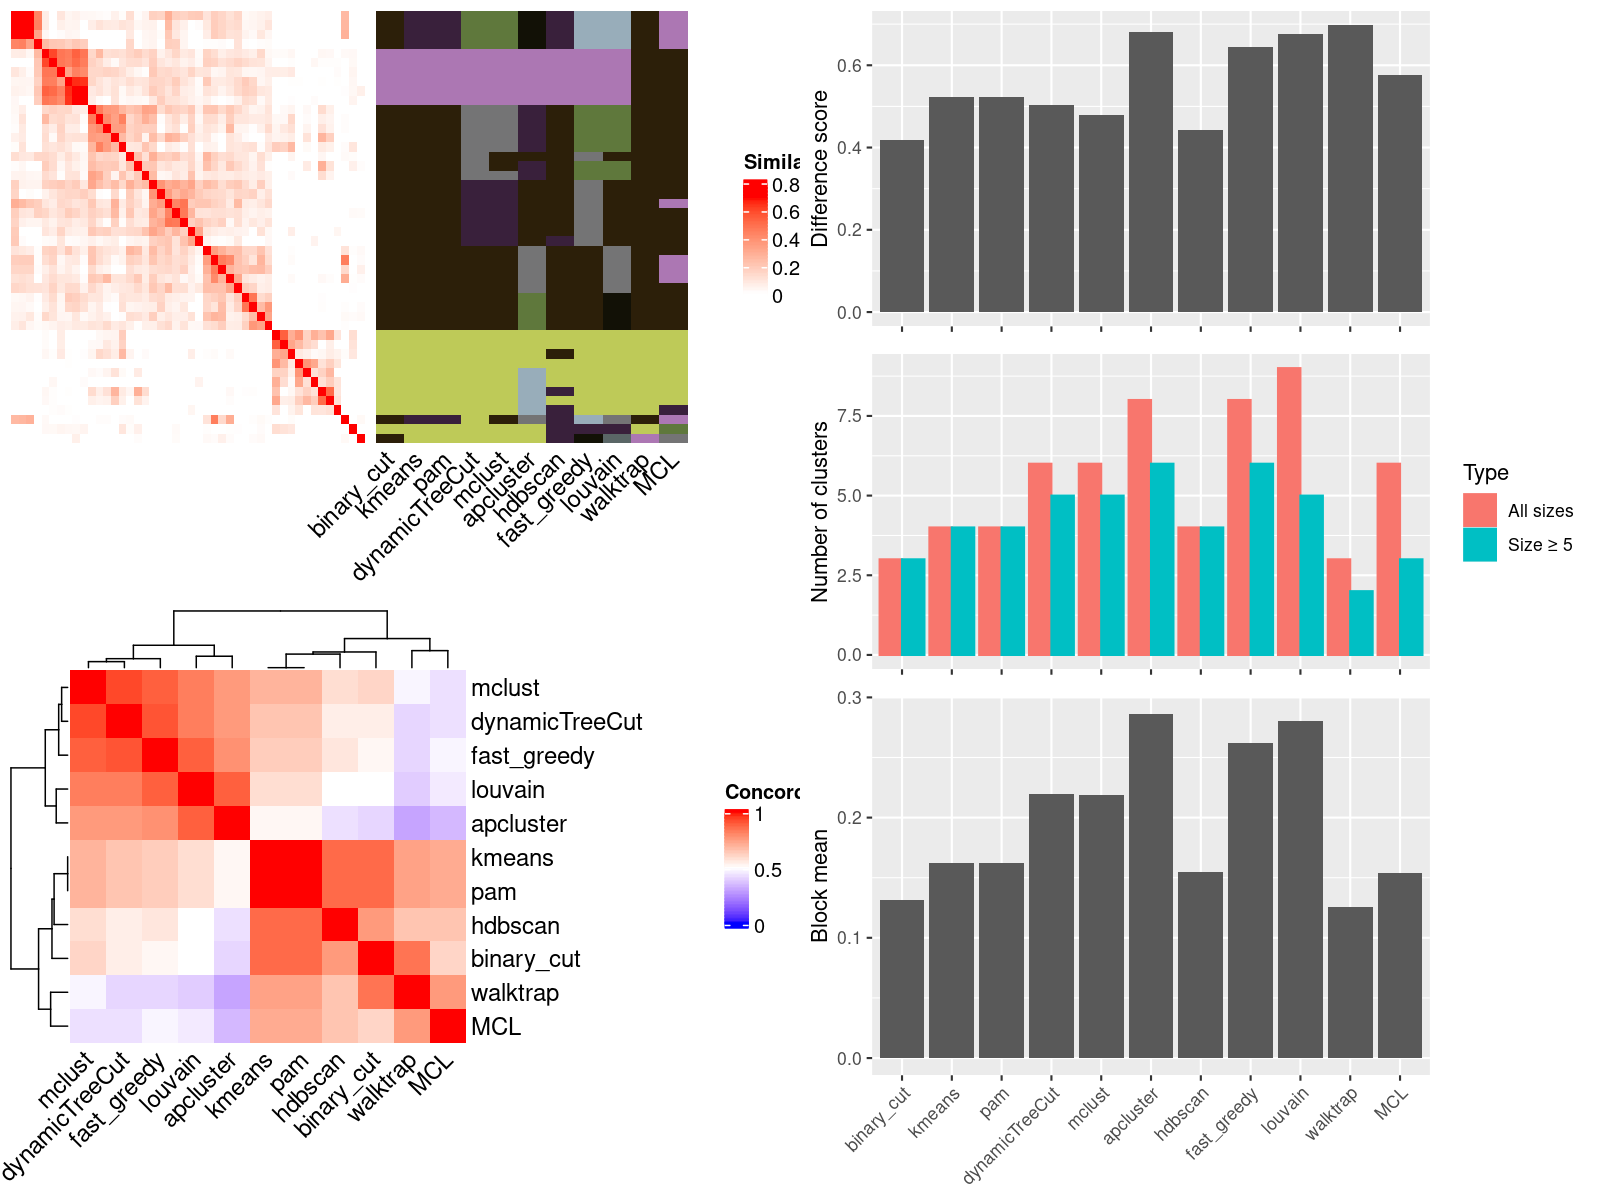 Simila
0.8
0.6
0.4
0.2
0
binary_cut
kmeans
pam
dynamicTreeCut
mclust
apcluster
hdbscan
fast_greedy
louvain
walktrap
MCL
mclust
dynamicTreeCut
fast_greedy
louvain
apcluster
kmeans
pam
hdbscan
binary_cut
walktrap
MCL
Concord
1
0.5
0
mclust
dynamicTreeCut
fast_greedy
louvain
apcluster
kmeans
pam
hdbscan
binary_cut
walktrap
MCL
Difference score
0.6
0.4
0.2
0.0
Number of clusters
7.5
5.0
2.5
0.0
Type
All sizes
Size ≥ 5
Block mean
0.3
0.2
0.1
0.0
binary_cut
kmeans
pam
dynamicTreeCut
mclust
apcluster
hdbscan
fast_greedy
louvain
walktrap
MCL